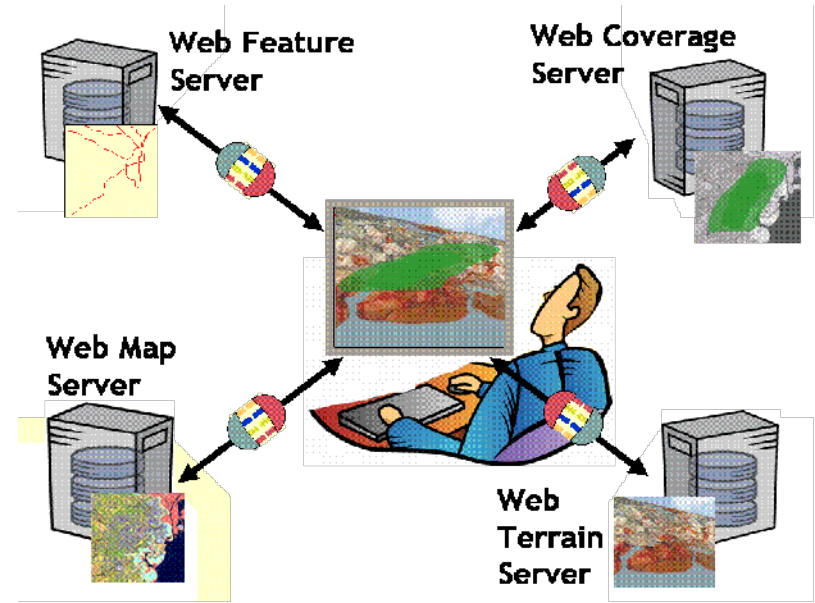 Web Feature
Server
Web Coverage
Server
Web Map
Server
Web
Terrain
Server